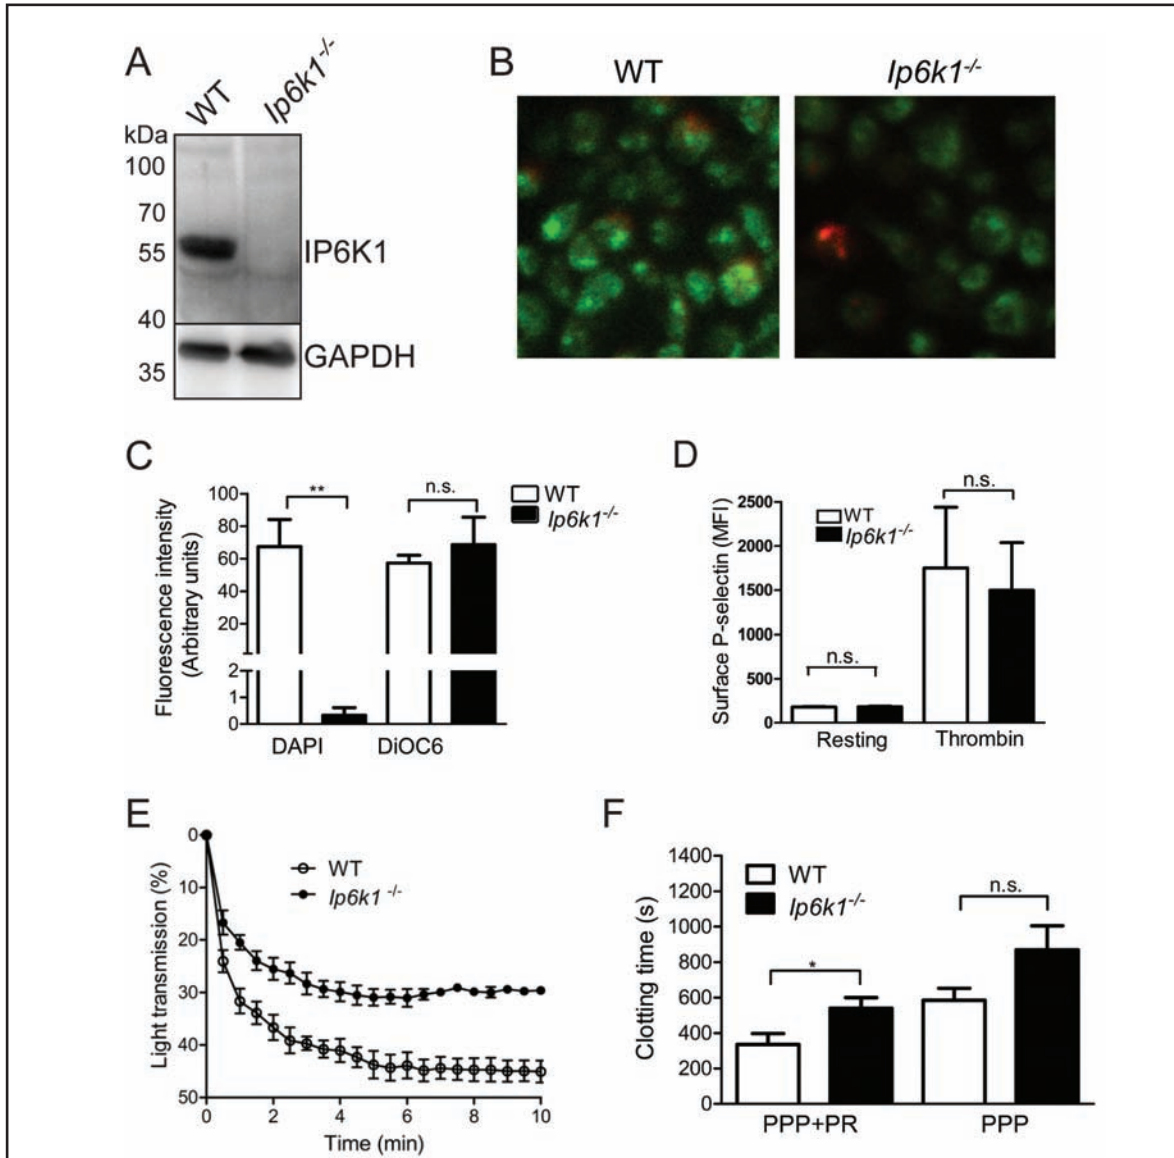 A
WT
Ip6k1-/-
kDa
100
70
55
40
35
IP6K1
GAPDH
B
WT
Ip6k1-/-
C
Fluorescence intensity
(Arbitrary units)
100
80
60
40
20
2
1
0
**
n.s.
WT
Ip6k1-/-
DAPI
DiOC6
D
Surface P-selectin (MFI)
2500
2000
1500
1000
500
0
WT
Ip6k1-/-
n.s.
n.s.
Resting
Thrombin
E
Light transmission (%)
0
10
20
30
40
50
WT
Ip6k1 -/-
0
2
4
6
8
10
Time (min)
F
Clotting time (s)
1400
1200
1000
800
600
400
200
0
WT
Ip6k1-/-
*
n.s.
PPP+PR
PPP